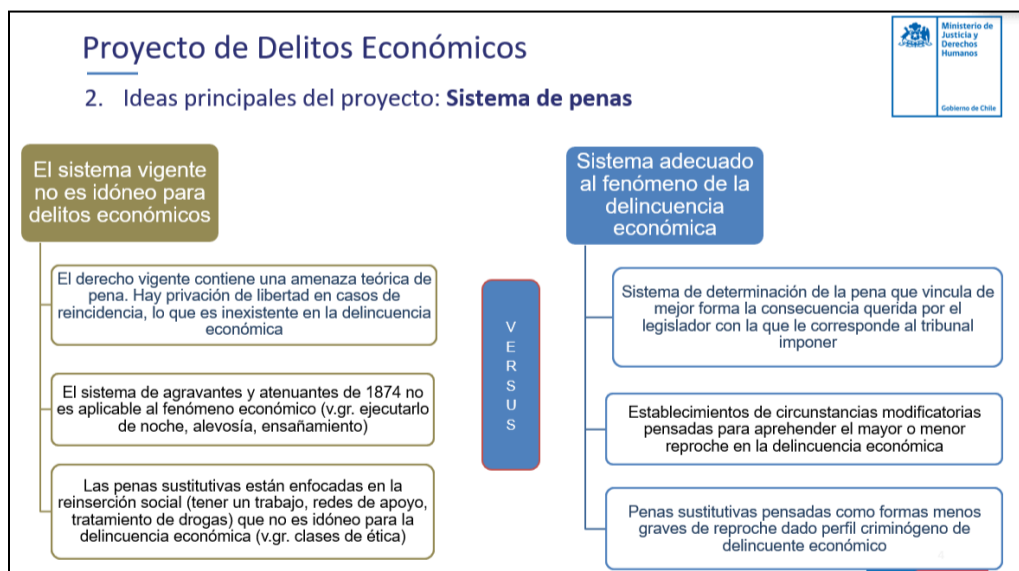 Proyecto de Delitos Económicos
Ministerio de
Justicia y
Derechos
Humanos
Gobierno de Chile
2. Ideas principales del proyecto: Sistema de penas
El sistema vigente
no es idóneo para
delitos económicos
El derecho vigente contiene una amenaza teórica de
pena. Hay privación de libertad en casos de
reincidencia, lo que es inexistente en la delincuencia
económica
El sistema de agravantes y atenuantes de 1874 no
es aplicable al fenómeno económico (v.gr. ejecutarlo
de noche, alevosía, ensañamiento)
Las penas sustitutivas están enfocadas en la
reinserción social (tener un trabajo, redes de apoyo,
tratamiento de drogas) que no es idóneo para la
delincuencia económica (v.gr. clases de ética)
V
E
R
S
U
S
Sistema adecuado
al fenómeno de la
delincuencia
económica
Sistema de determinación de la pena que vincula de
mejor forma la consecuencia querida por el
legislador con la que le corresponde al tribunal
imponer
Establecimientos de circunstancias modificatorias
pensadas para aprehender el mayor o menor
reproche en la delincuencia económica
Penas sustitutivas pensadas como formas menos
graves de reproche dado perfil criminógeno de
delincuente económico
4